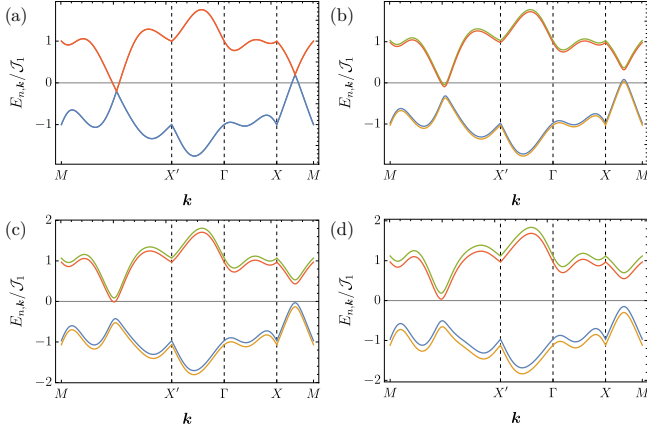 (a)
(b)
E_{n,k}/𝒥_1
1
0
−1
M
X′
Γ
X
M
k
E_{n,k}/𝒥_1
1
0
−1
M
X′
Γ
X
M
k
(c)
(d)
E_{n,k}/𝒥_1
2
1
0
−1
−2
M
X′
Γ
X
M
k
E_{n,k}/𝒥_1
2
1
0
−1
−2
M
X′
Γ
X
M
k